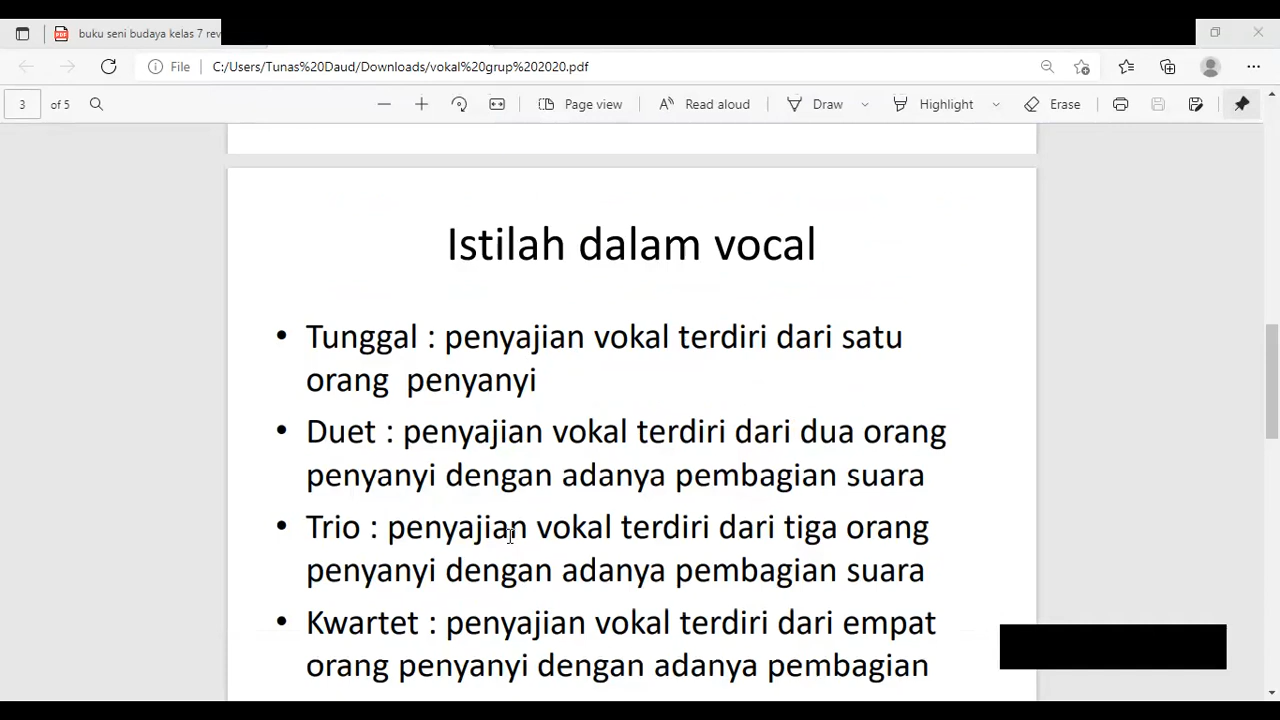 buku seni budaya kelas 7 rev
File C:/Users/Tunas%20Daud/Downloads/vokal%20grup%202020.pdf
3 of 5 Page view Read aloud Draw Highlight Erase
Istilah dalam vocal
• Tunggal : penyajian vokal terdiri dari satu
orang penyanyi
• Duet : penyajian vokal terdiri dari dua orang
penyanyi dengan adanya pembagian suara
• Trio : penyajian vokal terdiri dari tiga orang
penyanyi dengan adanya pembagian suara
• Kwartet : penyajian vokal terdiri dari empat
orang penyanyi dengan adanya pembagian